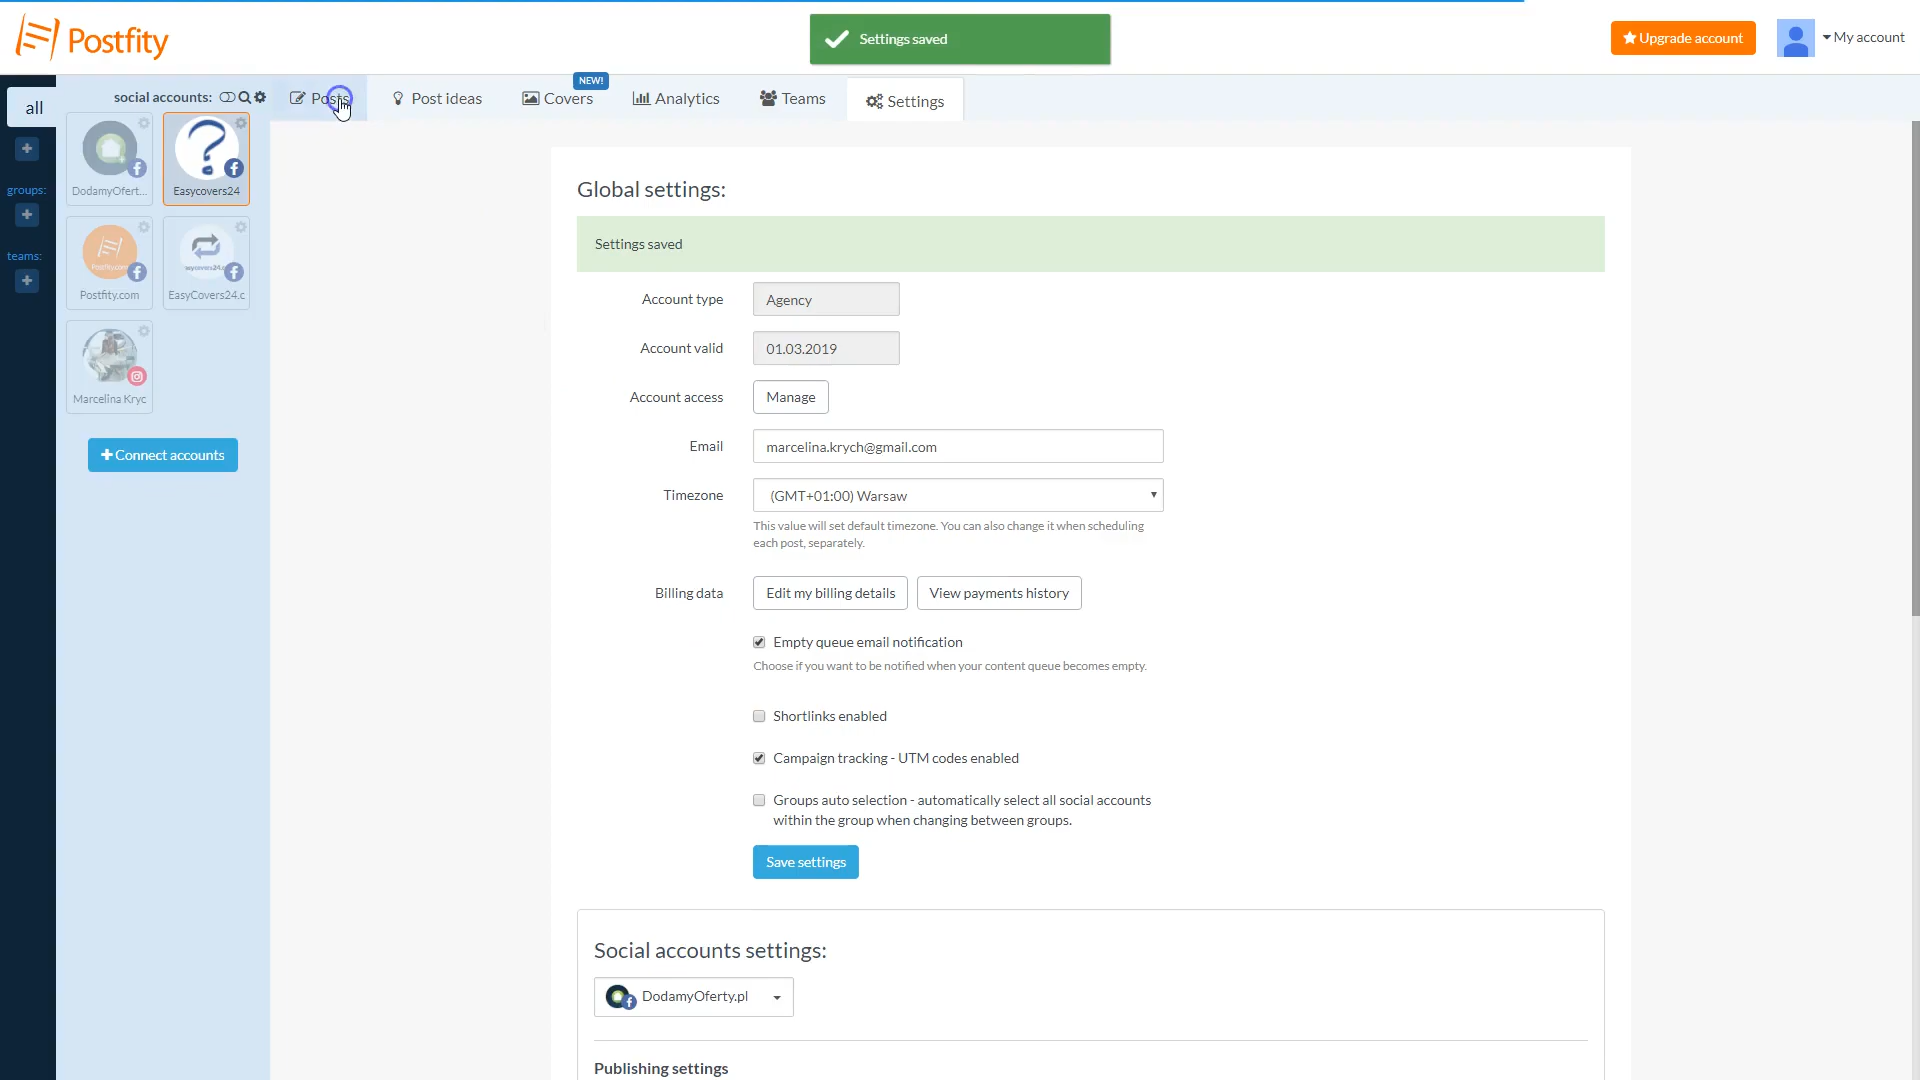 Postfity
Settings saved
Upgrade account
My account
all
social accounts:
Posts
Post ideas
NEW!
Covers
Analytics
Teams
Settings
groups:
teams:
DodamyOfert...
Easycovers24
Postfity.com
EasyCovers24.c
Marcelina Kryc
Connect accounts
Global settings:
Settings saved
Account type
Agency
Account valid
01.03.2019
Account access
Manage
Email
marcelina.krych@gmail.com
Timezone
(GMT+01:00) Warsaw
This value will set default timezone. You can also change it when scheduling
each post, separately.
Billing data
Edit my billing details
View payments history
Empty queue email notification
Choose if you want to be notified when your content queue becomes empty.
Shortlinks enabled
Campaign tracking - UTM codes enabled
Groups auto selection - automatically select all social accounts
within the group when changing between groups.
Save settings
Social accounts settings:
DodamyOferty.pl
Publishing settings